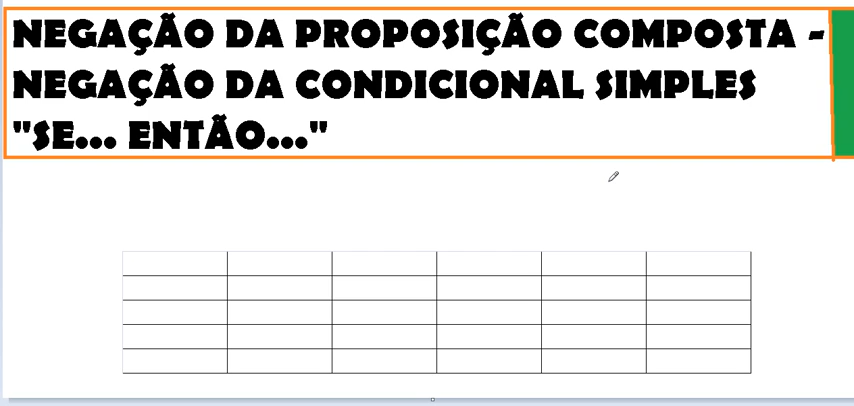 NEGAÇÃO DA PROPOSIÇÃO COMPOSTA -
NEGAÇÃO DA CONDICIONAL SIMPLES
"SE... ENTÃO..."